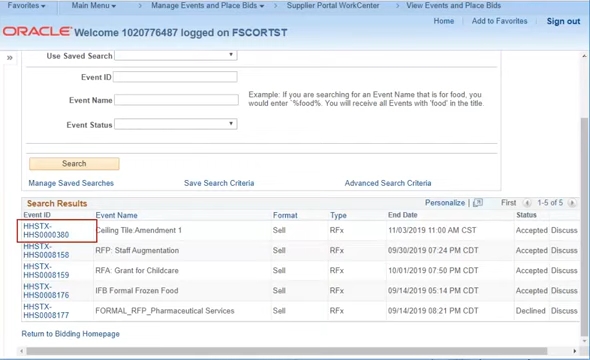 Favorites Main Menu > Manage Events and Place Bids > Supplier Portal WorkCenter > View Events and Place Bids
Home | Add to Favorites | Sign out
ORACLE Welcome 1020776487 logged on FSCORTST
»
Use Saved Search
Event ID
Event Name
Example: If you are searching for an Event Name that is for food, you
would enter `%food%. You will receive all Events with 'food' in the title.
Event Status
Search
Manage Saved Searches Save Search Criteria Advanced Search Criteria
Search Results Personalize | First 1-5 of 5
Event ID Event Name Format Type End Date Status
HHSTX-
HHS0000380 Ceiling Tile Amendment 1 Sell RFx 11/03/2019 11:00 AM CST Accepted Discuss
HHSTX-
HHS0008158 RFP: Staff Augmentation Sell RFx 09/30/2019 07:24 PM CDT Accepted Discuss
HHSTX-
HHS0008159 RFA: Grant for Childcare Sell RFx 10/01/2019 07:50 PM CDT Accepted Discuss
HHSTX-
HHS0008176 IFB Formal Frozen Food Sell RFx 09/14/2019 05:14 PM CDT Accepted Discuss
HHSTX-
HHS0008177 FORMAL_RFP_Pharmaceutical Services Sell RFx 09/14/2019 08:21 PM CDT Declined Discuss
Return to Bidding Homepage